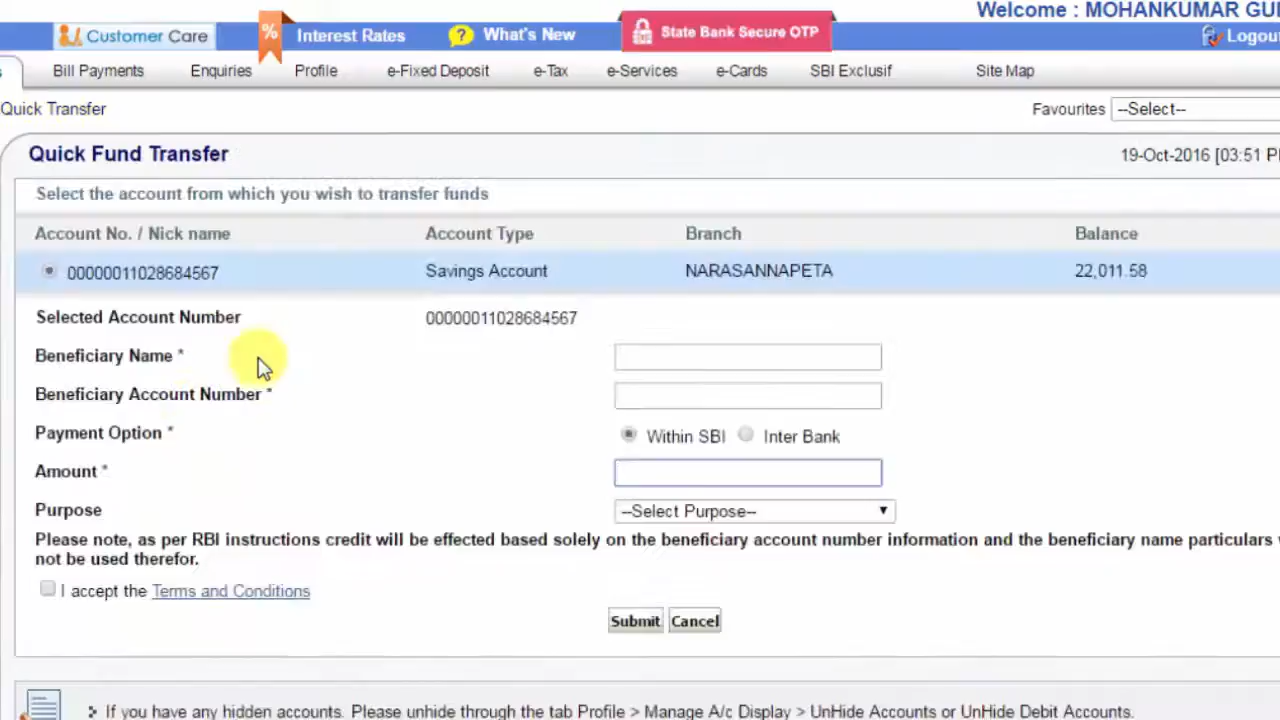 Welcome : MOHANKUMAR
Customer Care % Interest Rates ? What's New State Bank Secure OTP Logout
Bill Payments Enquiries Profile e-Fixed Deposit e-Tax e-Services e-Cards SBI Exclusif Site Map
Quick Transfer Favourites --Select--
Quick Fund Transfer 19-Oct-2016 [03:51
Select the account from which you wish to transfer funds
Account No. / Nick name Account Type Branch Balance
00000011028684567 Savings Account NARASANNAPETA 22,011.58
Selected Account Number 00000011028684567
Beneficiary Name *
Beneficiary Account Number *
Payment Option * Within SBI Inter Bank
Amount *
Purpose --Select Purpose--
Please note, as per RBI instructions credit will be effected based solely on the beneficiary account number information and the beneficiary name particulars
not be used therefor.
I accept the Terms and Conditions
Submit Cancel
If you have any hidden accounts. Please unhide through the tab Profile > Manage A/c Display > UnHide Accounts or UnHide Debit Accounts.